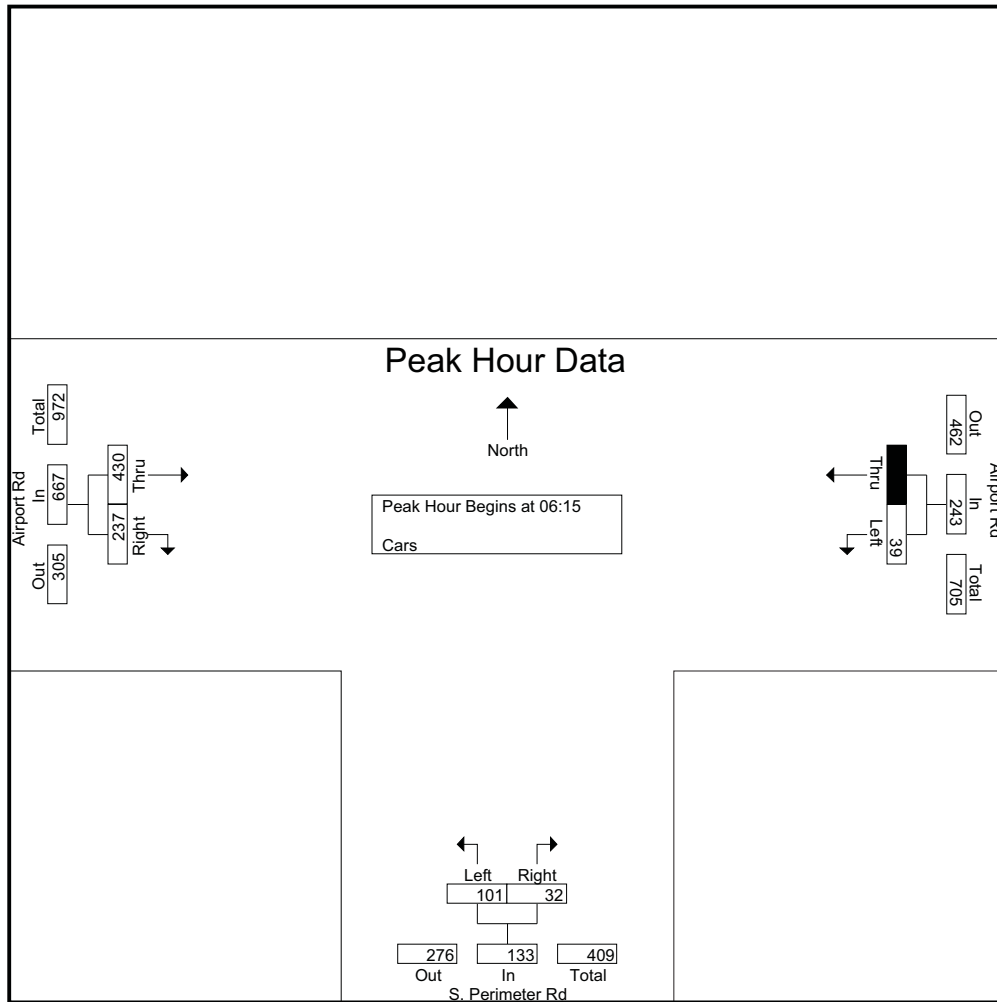 Peak Hour Data
North
Peak Hour Begins at 06:15
Cars
Airport Rd
Total
972
In
667
Out
305
430
Thru
237
Right
Airport Rd
Out
462
In
243
Total
705
Thru
Left
39
Left Right
101 32
276 133 409
Out In Total
S. Perimeter Rd